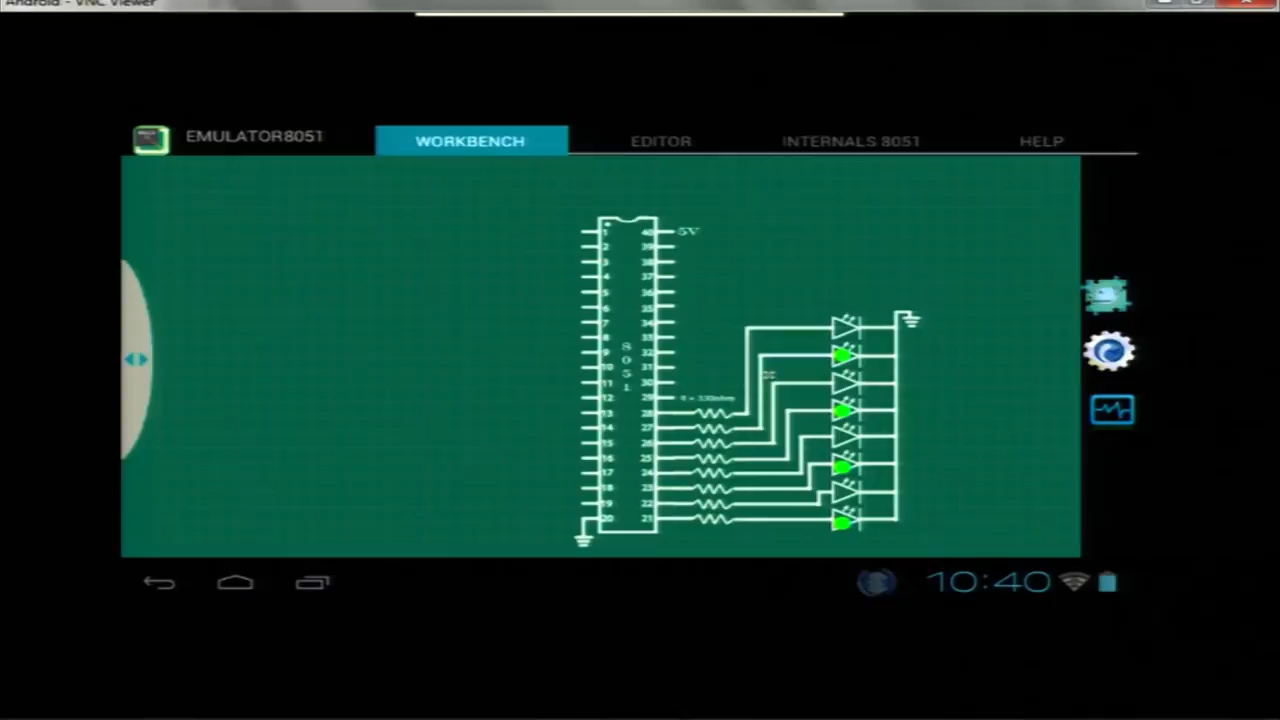 Android - VNC Viewer
EMULATOR8051
WORKBENCH
EDITOR
INTERNALS 8051
HELP
1 40 5V
2 39
3 38
4 37
5 36
6 35
7 34
8 33
9 32
10 31
11 30
12 29
13 28
14 27
15 26
16 25
17 24
18 23
19 22
20 21
8051
R = 330ohm
10:40